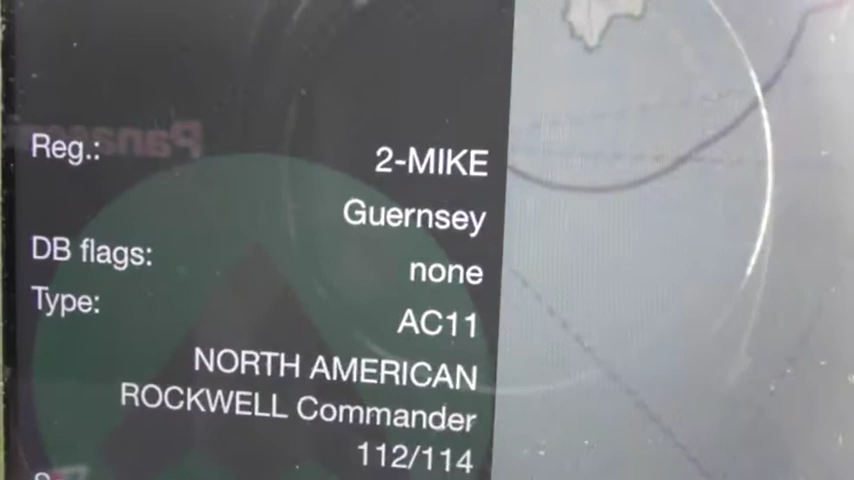 Reg.: 2-MIKE
Guernsey
DB flags: none
Type: AC11
NORTH AMERICAN
ROCKWELL Commander
112/114